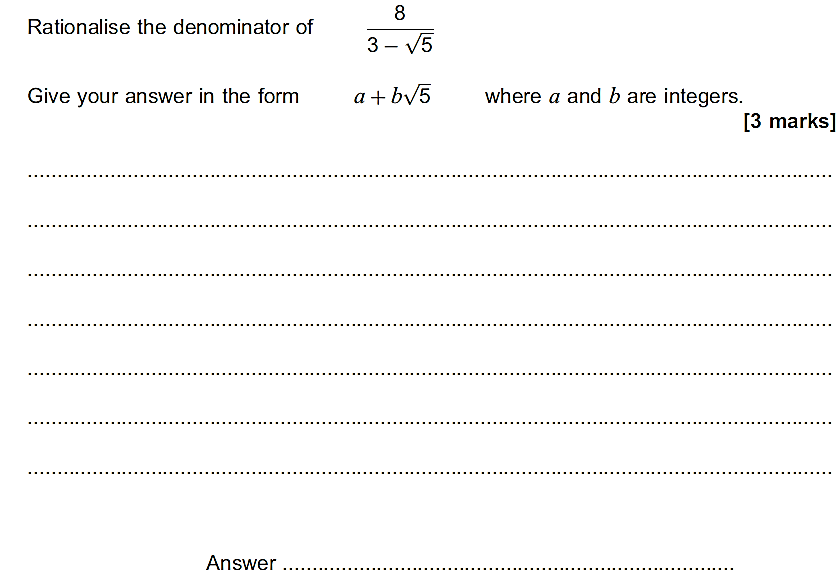 Rationalise the denominator of 8 / (3 – √5)
Give your answer in the form a + b√5 where a and b are integers.
[3 marks]
Answer ............................................................................